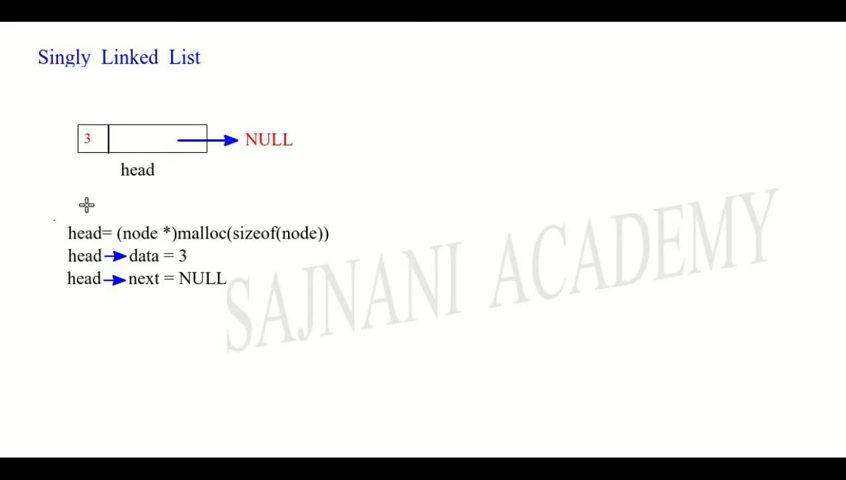 Singly Linked List
3
NULL
head
head= (node *)malloc(sizeof(node))
head→data = 3
head→next = NULL
SAJNANI ACADEMY